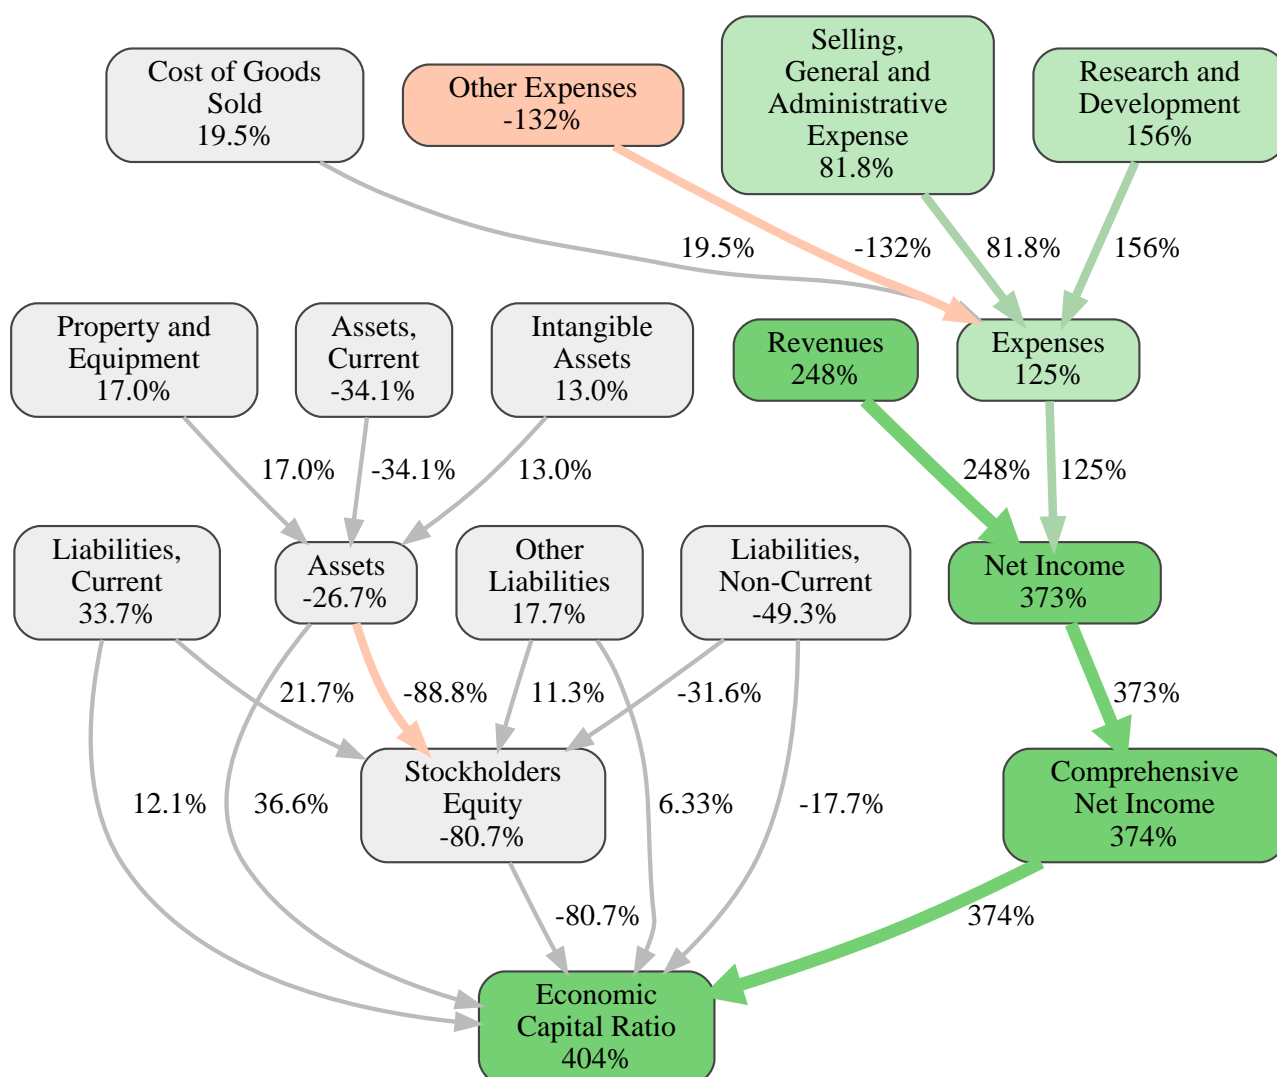 Cost of Goods
Sold
19.5%
Other Expenses
-132%
Selling,
General and
Administrative
Expense
81.8%
Research and
Development
156%
19.5%
-132%
81.8%
156%
Property and
Equipment
17.0%
Assets,
Current
-34.1%
Intangible
Assets
13.0%
Revenues
248%
Expenses
125%
17.0%
-34.1%
13.0%
248%
125%
Liabilities,
Current
33.7%
Assets
-26.7%
Other
Liabilities
17.7%
Liabilities,
Non-Current
-49.3%
Net Income
373%
21.7%
-88.8%
11.3%
-31.6%
373%
Stockholders
Equity
-80.7%
Comprehensive
Net Income
374%
12.1%
36.6%
6.33%
-17.7%
-80.7%
374%
Economic
Capital Ratio
404%